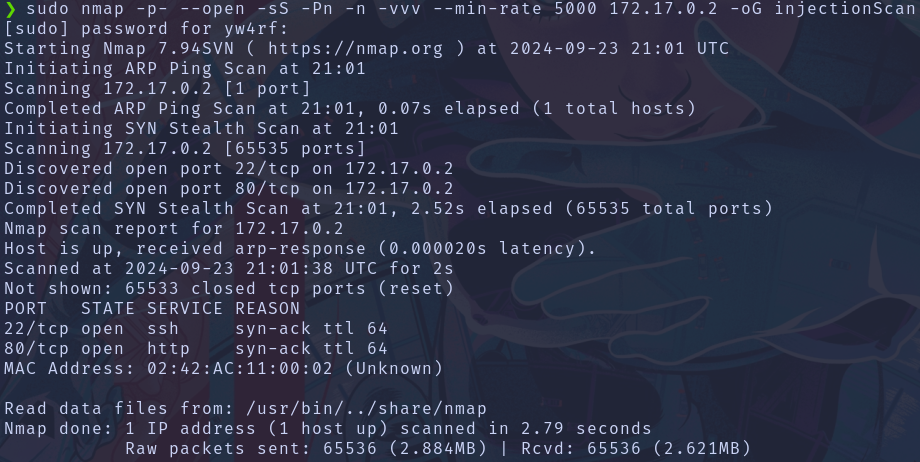 ❯ sudo nmap -p- --open -sS -Pn -n -vvv --min-rate 5000 172.17.0.2 -oG injectionScan
[sudo] password for yw4rf:
Starting Nmap 7.94SVN ( https://nmap.org ) at 2024-09-23 21:01 UTC
Initiating ARP Ping Scan at 21:01
Scanning 172.17.0.2 [1 port]
Completed ARP Ping Scan at 21:01, 0.07s elapsed (1 total hosts)
Initiating SYN Stealth Scan at 21:01
Scanning 172.17.0.2 [65535 ports]
Discovered open port 22/tcp on 172.17.0.2
Discovered open port 80/tcp on 172.17.0.2
Completed SYN Stealth Scan at 21:01, 2.52s elapsed (65535 total ports)
Nmap scan report for 172.17.0.2
Host is up, received arp-response (0.000020s latency).
Scanned at 2024-09-23 21:01:38 UTC for 2s
Not shown: 65533 closed tcp ports (reset)
PORT   STATE SERVICE REASON
22/tcp open  ssh     syn-ack ttl 64
80/tcp open  http    syn-ack ttl 64
MAC Address: 02:42:AC:11:00:02 (Unknown)

Read data files from: /usr/bin/../share/nmap
Nmap done: 1 IP address (1 host up) scanned in 2.79 seconds
           Raw packets sent: 65536 (2.884MB) | Rcvd: 65536 (2.621MB)